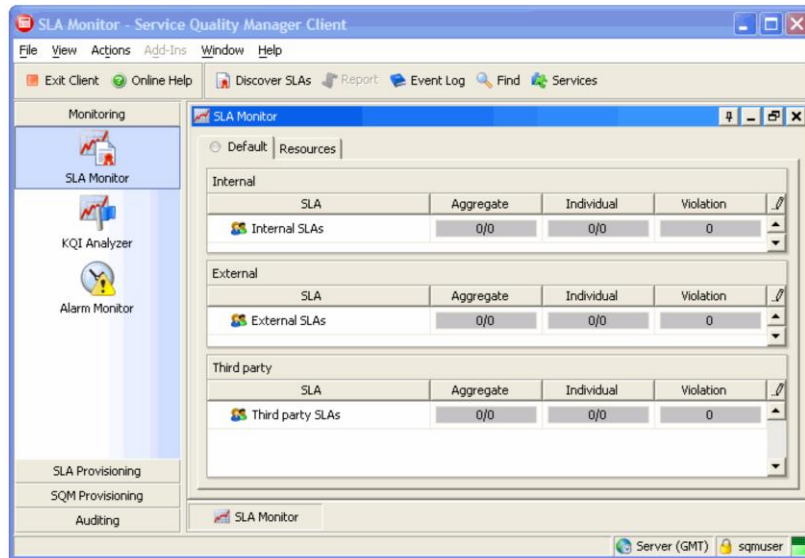 SLA Monitor - Service Quality Manager Client
File View Actions Add-Ins Window Help
Exit Client Online Help Discover SLAs Report Event Log Find Services
Monitoring
SLA Monitor
KQI Analyzer
Alarm Monitor
SLA Provisioning
SQM Provisioning
Auditing
SLA Monitor
Default Resources
Internal
SLA Aggregate Individual Violation
Internal SLAs 0/0 0/0 0
External
SLA Aggregate Individual Violation
External SLAs 0/0 0/0 0
Third party
SLA Aggregate Individual Violation
Third party SLAs 0/0 0/0 0
SLA Monitor
Server (GMT) sqmuser